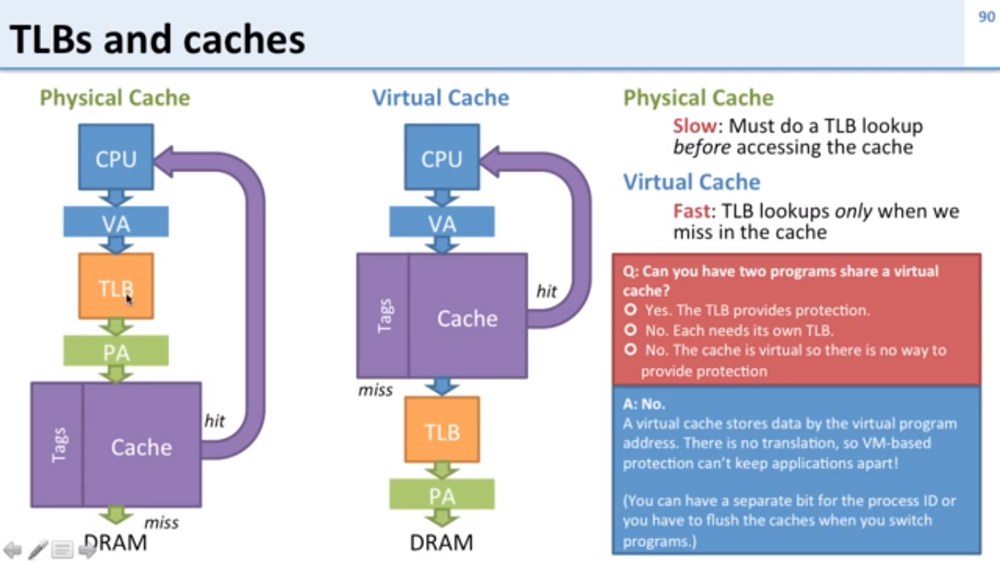 TLBs and caches
90
Physical Cache
CPU
VA
TLB
PA
Tags
Cache
hit
miss
DRAM
Virtual Cache
CPU
VA
Tags
Cache
hit
miss
TLB
PA
DRAM
Physical Cache
Slow: Must do a TLB lookup
before accessing the cache
Virtual Cache
Fast: TLB lookups only when we
miss in the cache
Q: Can you have two programs share a virtual
cache?
Yes. The TLB provides protection.
No. Each needs its own TLB.
No. The cache is virtual so there is no way to
provide protection
A: No.
A virtual cache stores data by the virtual program
address. There is no translation, so VM-based
protection can't keep applications apart!
(You can have a separate bit for the process ID or
you have to flush the caches when you switch
programs.)